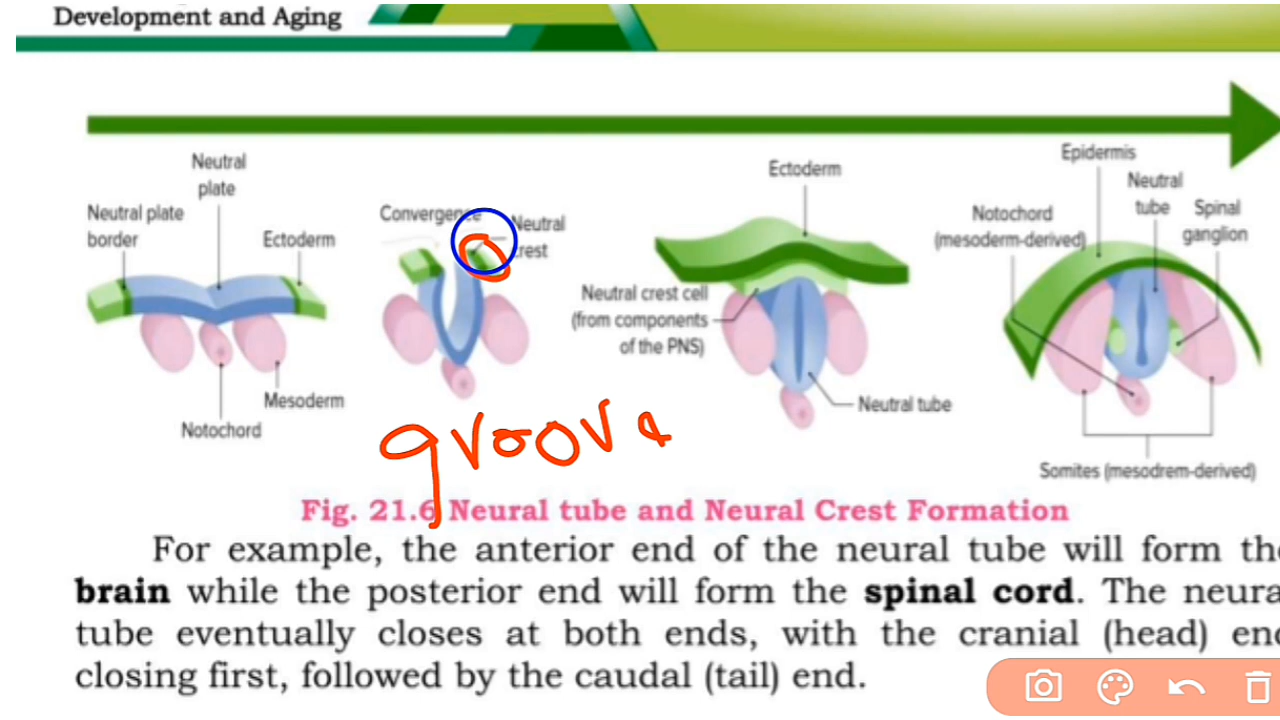 Development and Aging
Neutral
plate
Neutral plate
border
Ectoderm
Mesoderm
Notochord
Convergence
Neutral
crest
Ectoderm
Neutral crest cell
(from components
of the PNS)
Neutral tube
Epidermis
Neutral
tube
Spinal
ganglion
Notochord
(mesoderm-derived)
Somites (mesodrem-derived)
groove
Fig. 21.6 Neural tube and Neural Crest Formation
For example, the anterior end of the neural tube will form the
brain while the posterior end will form the spinal cord. The neura
tube eventually closes at both ends, with the cranial (head) end
closing first, followed by the caudal (tail) end.